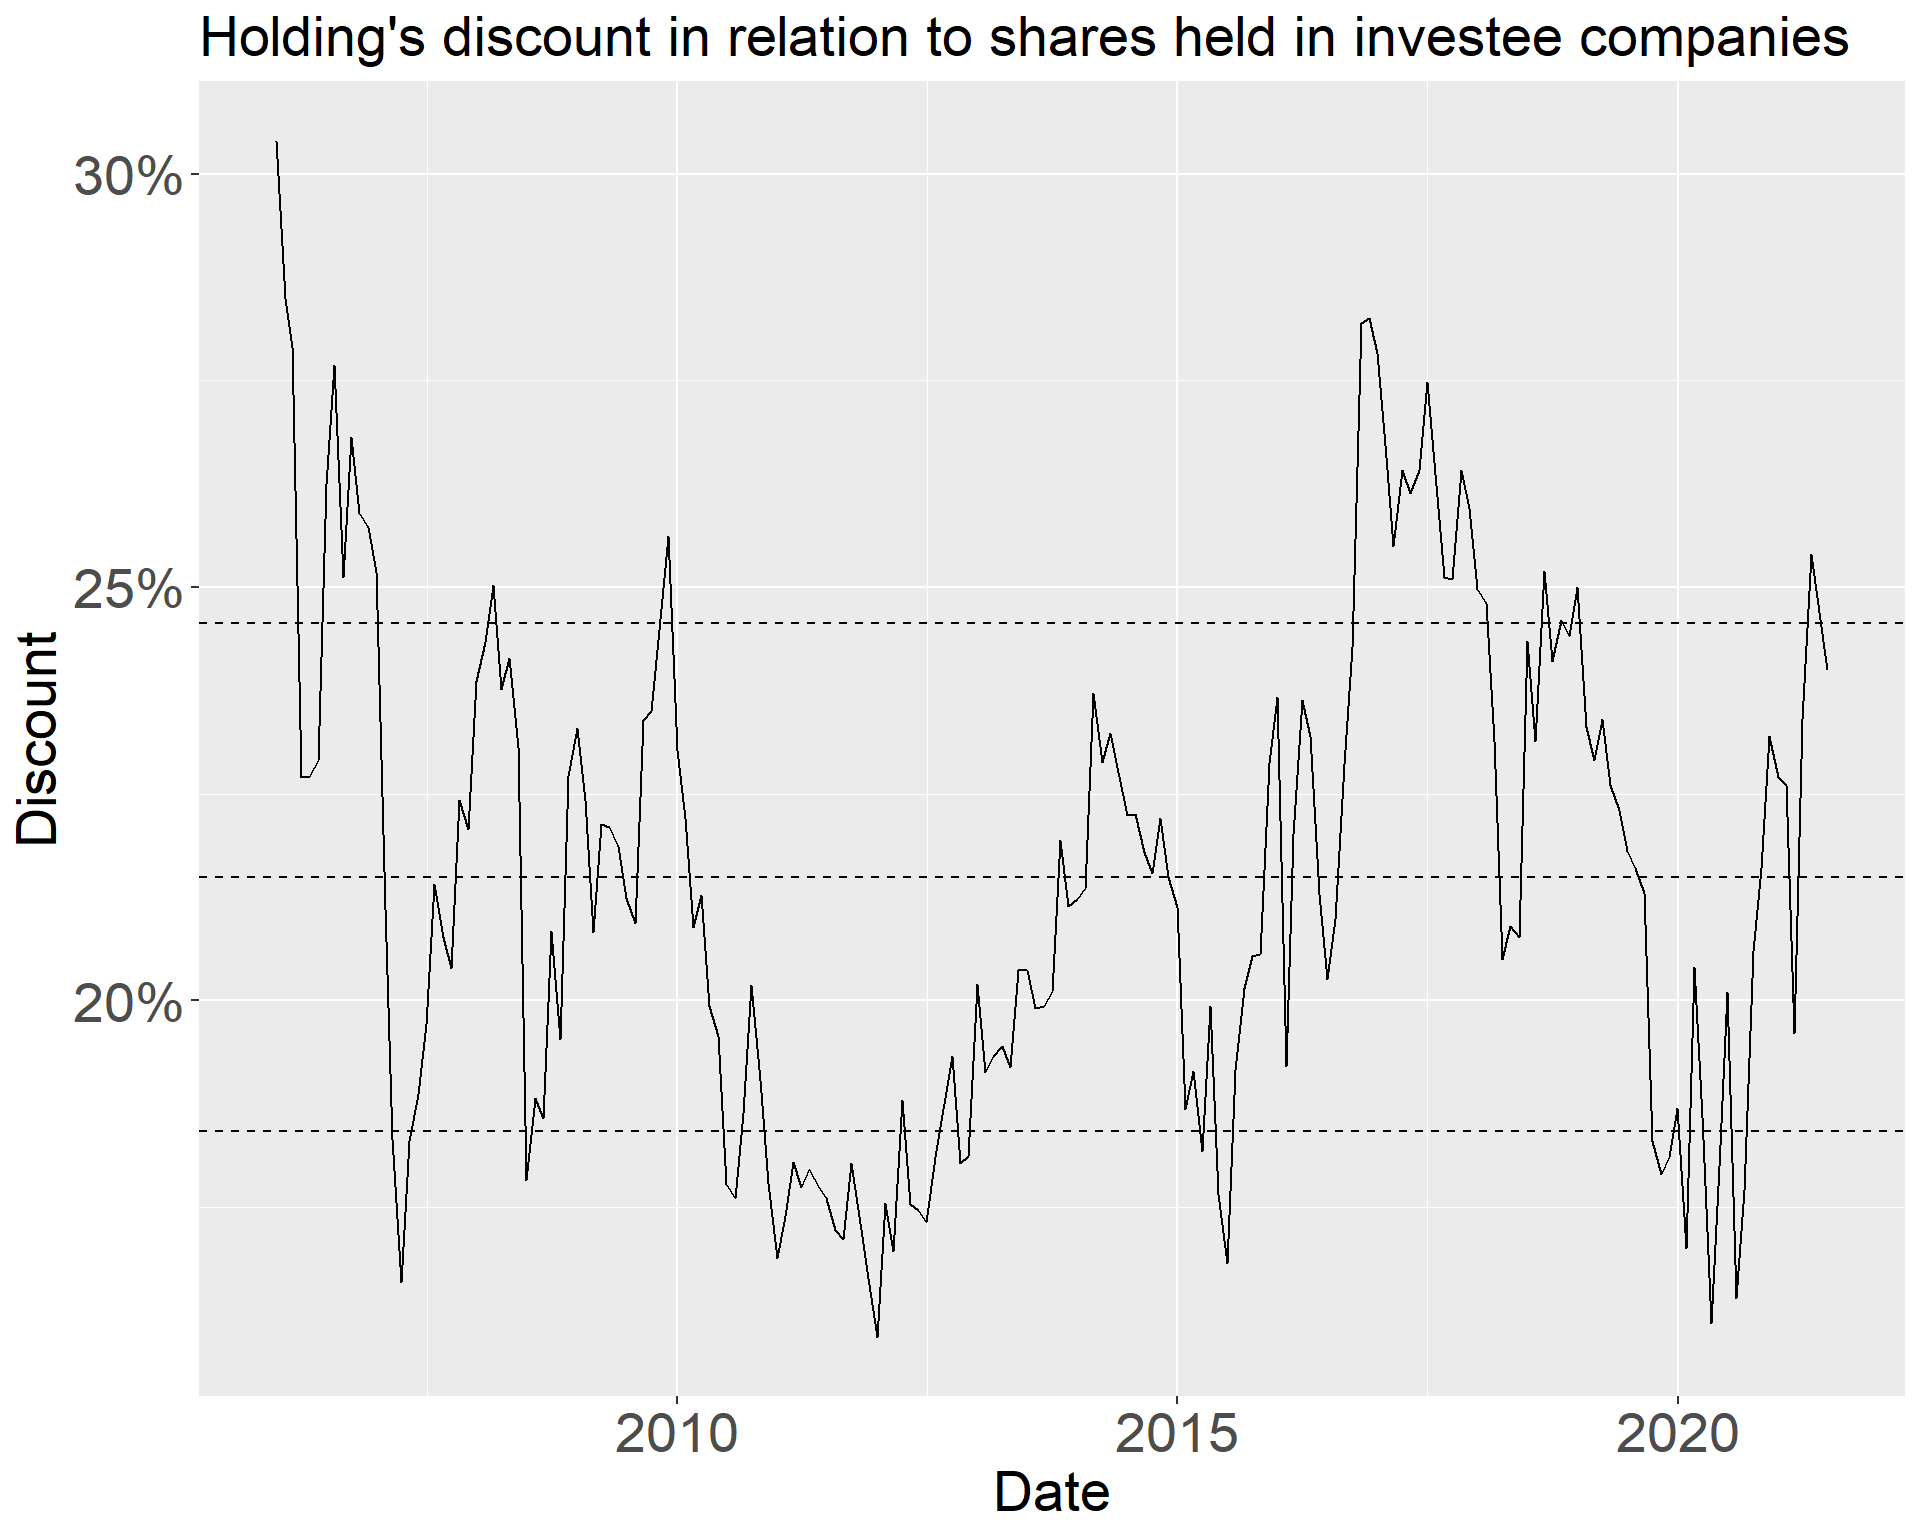 Holding's discount in relation to shares held in investee companies
30%
25%
20%
Discount
2010 2015 2020
Date